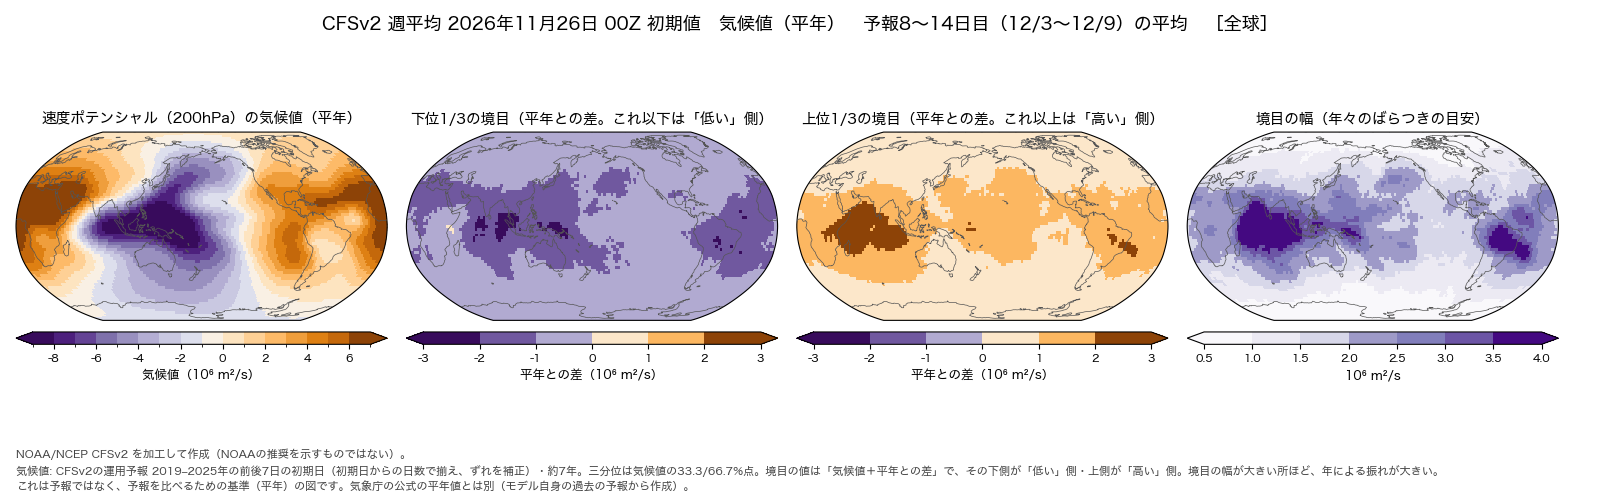 CFSv2 週平均 2026年11月26日 00Z 初期値　気候値（平年）　予報8〜14日目（12/3〜12/9）の平均　［全球］
速度ポテンシャル（200hPa）の気候値（平年）
下位1/3の境目（平年との差。これ以下は「低い」側）
上位1/3の境目（平年との差。これ以上は「高い」側）
境目の幅（年々のばらつきの目安）
-8 -6 -4 -2 0 2 4 6
-3 -2 -1 0 1 2 3
-3 -2 -1 0 1 2 3
0.5 1.0 1.5 2.0 2.5 3.0 3.5 4.0
気候値（10⁶ m²/s）
平年との差（10⁶ m²/s）
平年との差（10⁶ m²/s）
10⁶ m²/s
NOAA/NCEP CFSv2 を加工して作成（NOAAの推奨を示すものではない）。
気候値: CFSv2の運用予報 2019–2025年の前後7日の初期日（初期日からの日数で揃え、ずれを補正）・約7年。三分位は気候値の33.3/66.7%点。境目の値は「気候値＋平年との差」で、その下側が「低い」側・上側が「高い」側。境目の幅が大きい所ほど、年による振れが大きい。
これは予報ではなく、予報を比べるための基準（平年）の図です。気象庁の公式の平年値とは別（モデル自身の過去の予報から作成）。